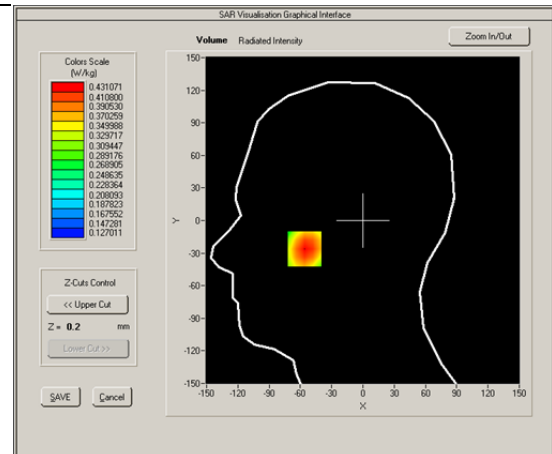 SAR Visualisation Graphical Interface
Volume Radiated Intensity
Zoom In/Out
Colors Scale
(W/kg)
0.431071
0.410800
0.390530
0.370259
0.349988
0.329717
0.309447
0.289176
0.268905
0.248635
0.228364
0.208093
0.187823
0.167552
0.147281
0.127011
Z-Cuts Control
<< Upper Cut
Z = 0.2 mm
Lower Cut >>
SAVE Cancel
150
120
90
60
30
0
-30
-60
-90
-120
-150
Y
-150 -120 -90 -60 -30 0 30 60 90 120 150
X